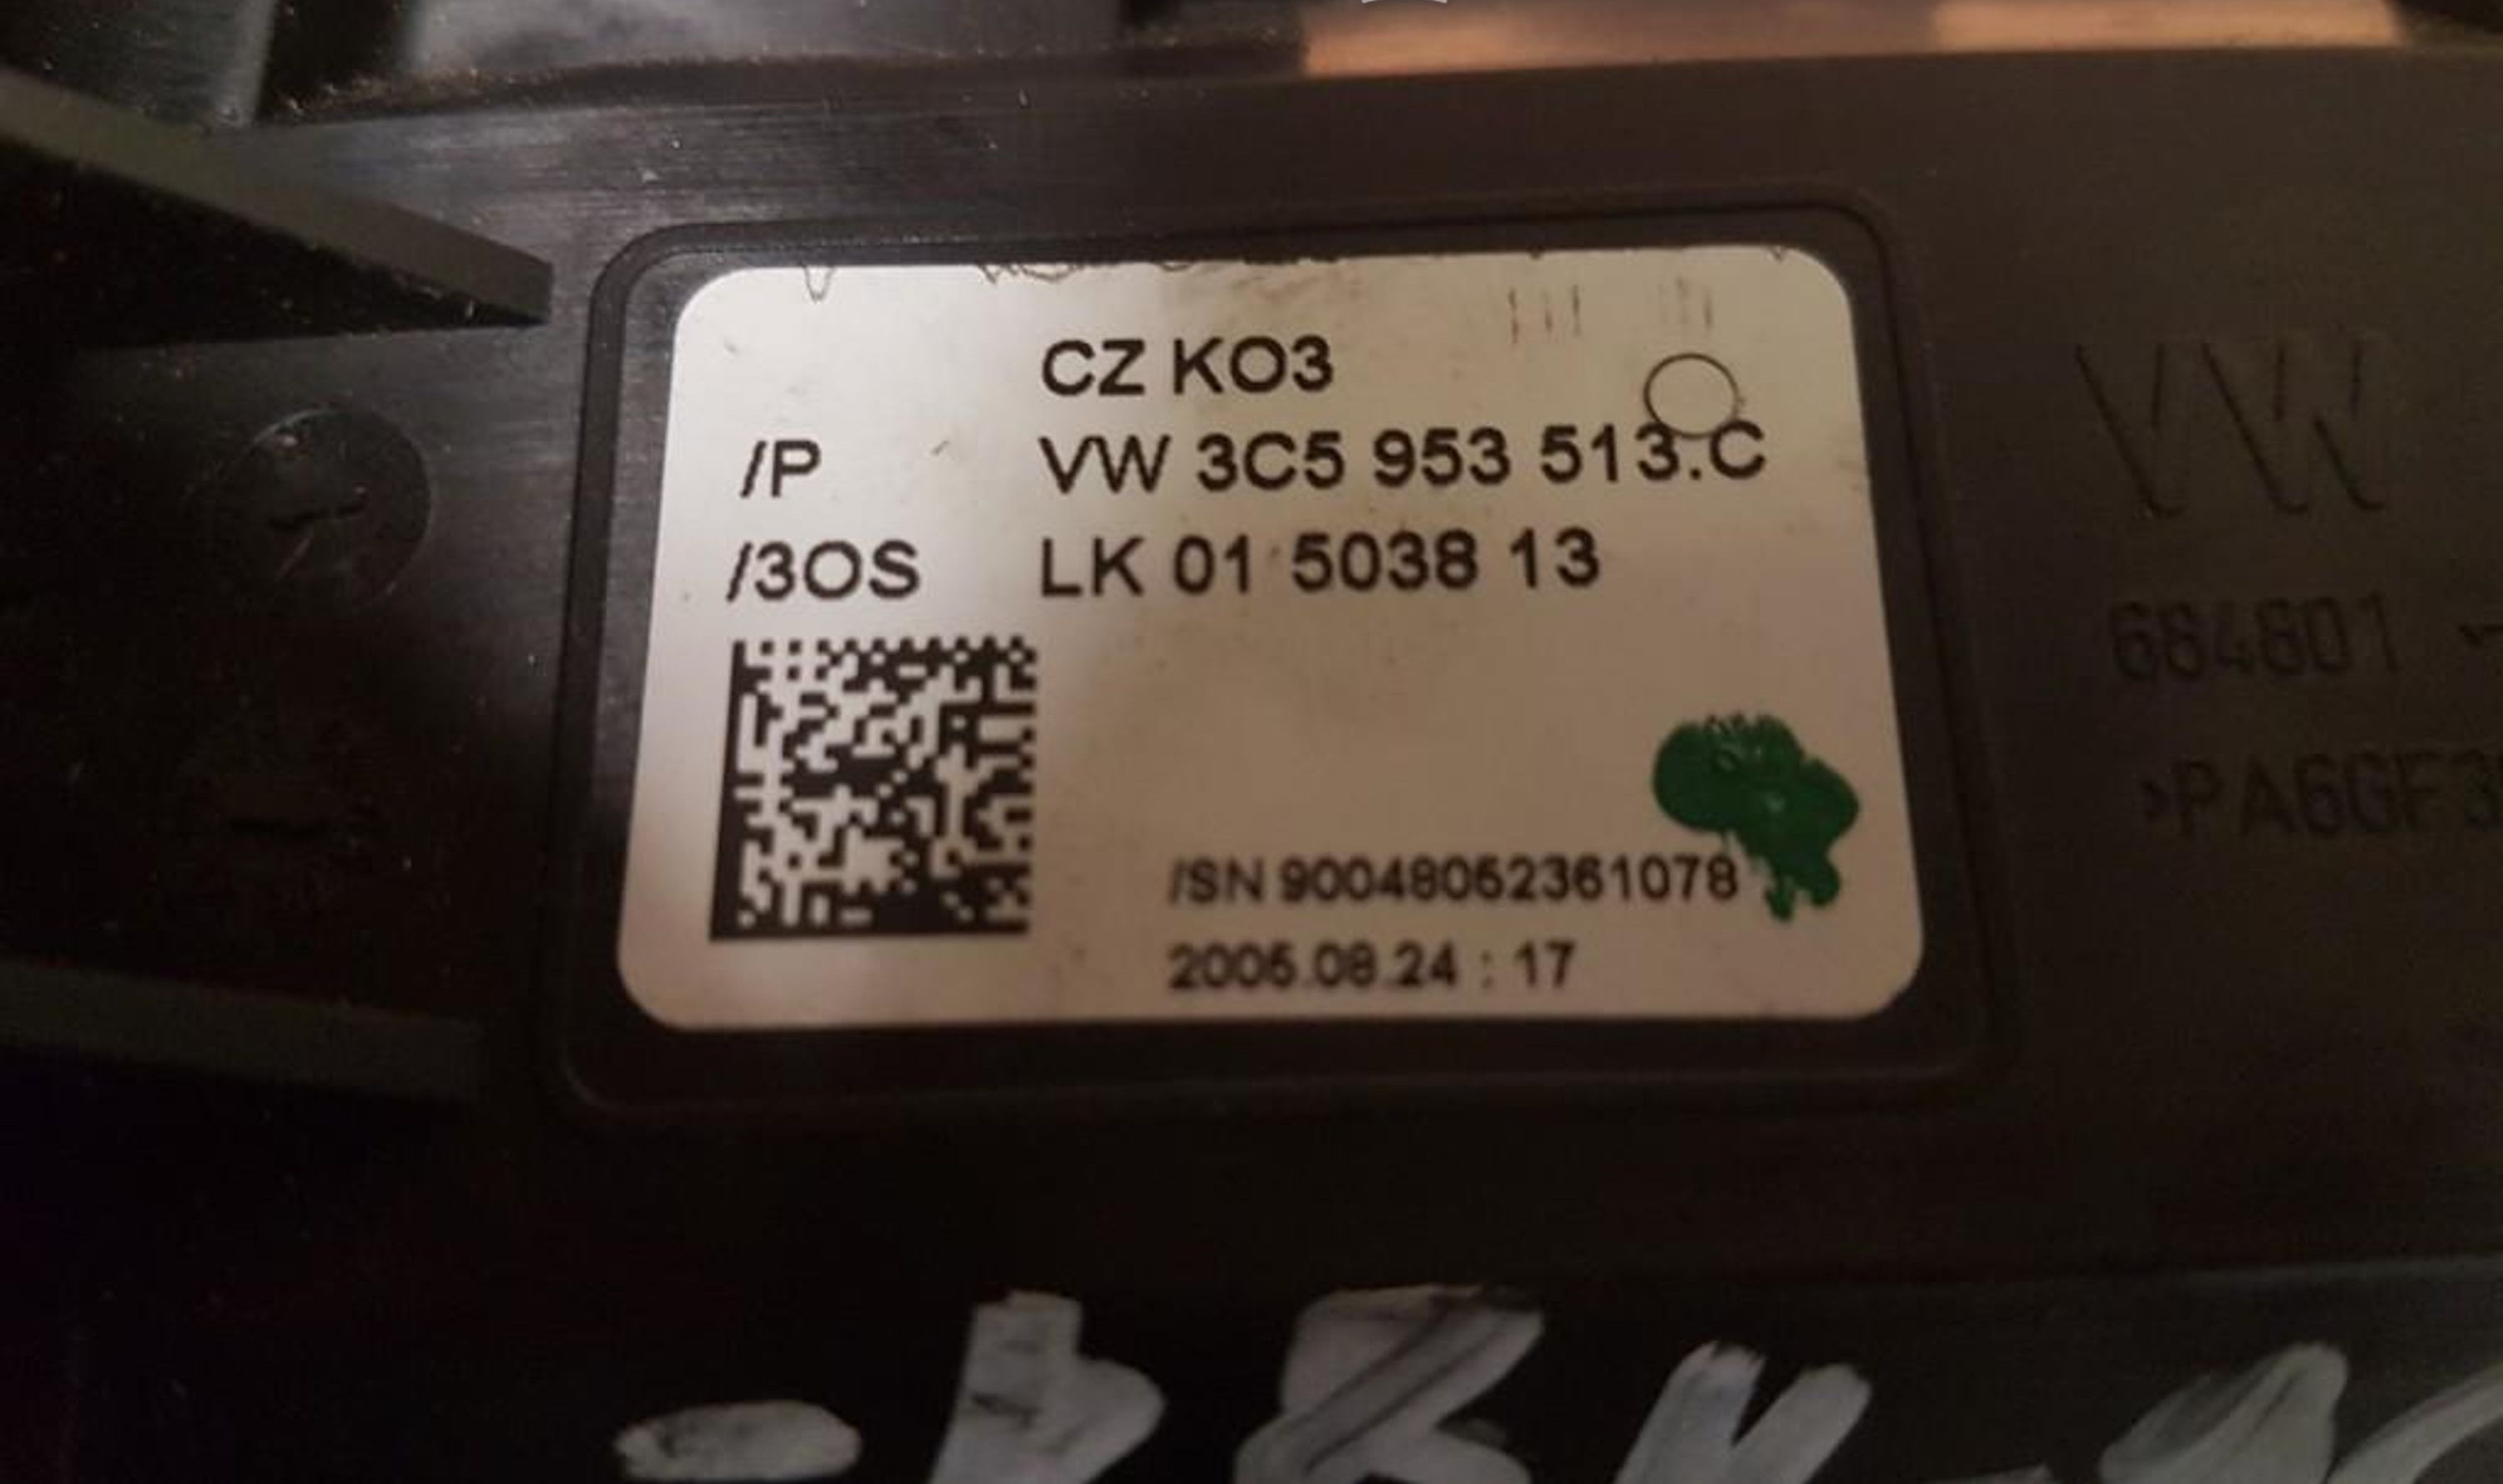 CZ KO3
/P VW 3C5 953 513.C
/3OS LK 01 5038 13
/SN 90048052361078
2005.08.24 : 17
VW
684801
>PA6GF3